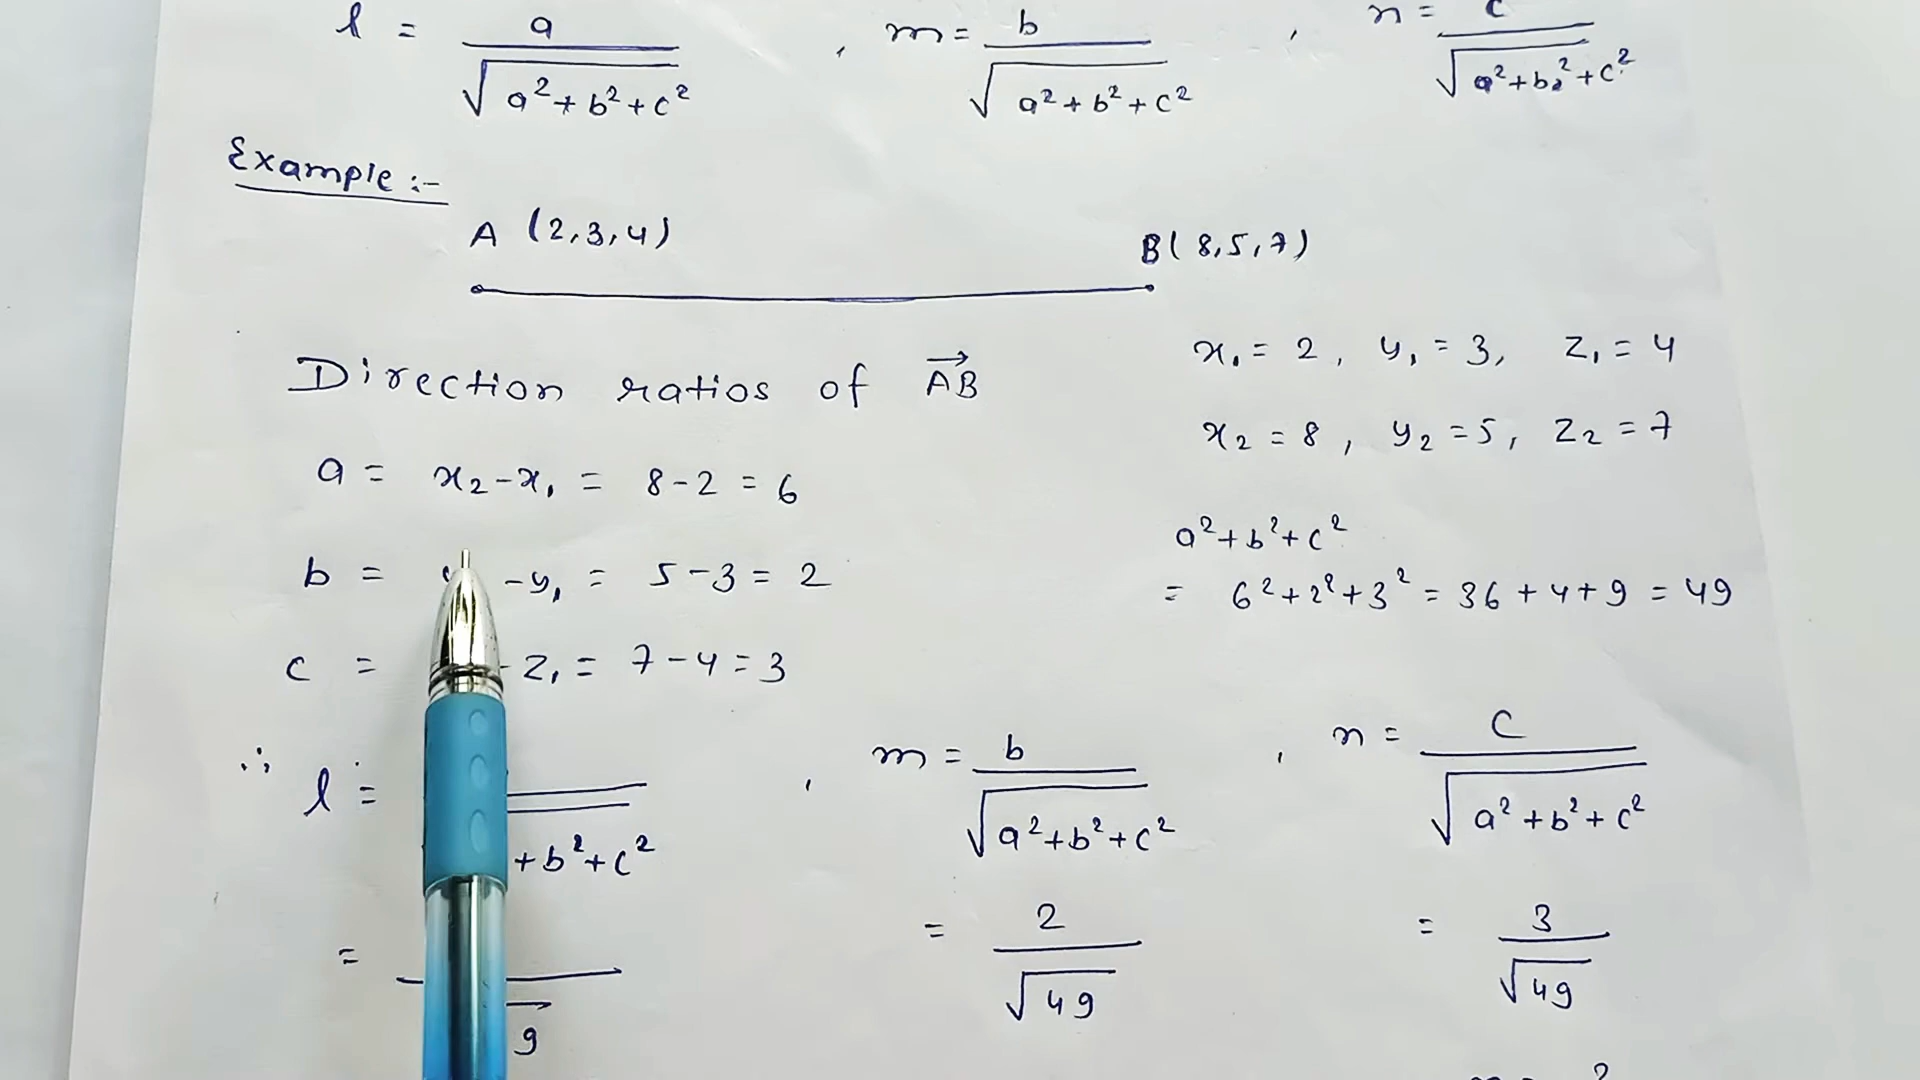 l = a / √a²+b²+c² , m = b / √a²+b²+c² , n = c / √a²+b²+c²
Example :-
A (2,3,4) B(8,5,7)
x₁ = 2, y₁ = 3, z₁ = 4
Direction ratios of AB
x₂ = 8, y₂ = 5, z₂ = 7
a = x₂-x₁ = 8-2 = 6
a²+b²+c²
b = -y₁ = 5-3 = 2
= 6²+2²+3² = 36+4+9 = 49
c = -z₁ = 7-4 = 3
∴ l = +b²+c² , m = b / √a²+b²+c² , n = c / √a²+b²+c²
= 9 = 2 / √49 = 3 / √49